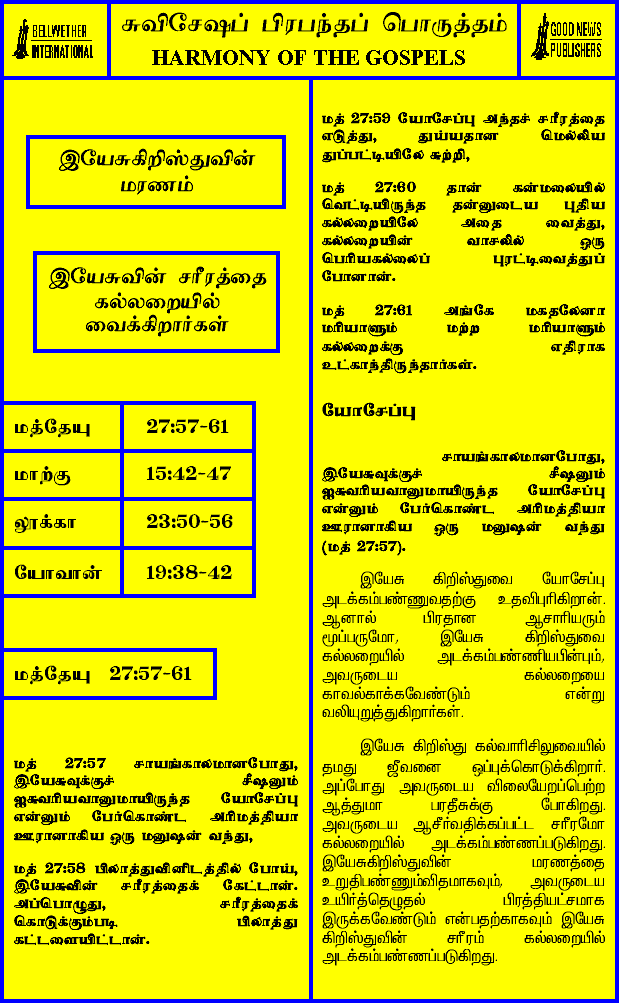 BELLWETHER
INTERNATIONAL
சுவிசேஷப் பிரபந்தப் பொருத்தம்
HARMONY OF THE GOSPELS
GOOD NEWS
PUBLISHERS
இயேசுகிறிஸ்துவின்
மரணம்
இயேசுவின் சரீரத்தை
கல்லறையில்
வைக்கிறார்கள்
மத்தேயு 27:57-61
மாற்கு 15:42-47
லூக்கா 23:50-56
யோவான் 19:38-42
மத்தேயு 27:57-61
மத் 27:57 சாயங்காலமானபோது,
இயேசுவுக்குச் சீஷனும்
ஐசுவரியவானுமாயிருந்த யோசேப்பு
என்னும் பேர்கொண்ட அரிமத்தியா
ஊரானாகிய ஒரு மனுஷன் வந்து,
மத் 27:58 பிலாத்துவினிடத்தில் போய்,
இயேசுவின் சரீரத்தைக் கேட்டான்.
அப்பொழுது, சரீரத்தைக்
கொடுக்கும்படி பிலாத்து
கட்டளையிட்டான்.
மத் 27:59 யோசேப்பு அந்தச் சரீரத்தை
எடுத்து, துய்யதான மெல்லிய
துப்பட்டியிலே சுற்றி,
மத் 27:60 தான் கன்மலையில்
வெட்டியிருந்த தன்னுடைய புதிய
கல்லறையிலே அதை வைத்து,
கல்லறையின் வாசலில் ஒரு
பெரியகல்லைப் புரட்டிவைத்துப்
போனான்.
மத் 27:61 அங்கே மகதலேனா
மரியாளும் மற்ற மரியாளும்
கல்லறைக்கு எதிராக
உட்காந்திருந்தார்கள்.
யோசேப்பு
சாயங்காலமானபோது,
இயேசுவுக்குச் சீஷனும்
ஐசுவரியவானுமாயிருந்த யோசேப்பு
என்னும் பேர்கொண்ட அரிமத்தியா
ஊரானாகிய ஒரு மனுஷன் வந்து
(மத் 27:57).
இயேசு கிறிஸ்துவை யோசேப்பு
அடக்கம்பண்ணுவதற்கு உதவிபுரிகிறான்.
ஆனால் பிரதான ஆசாரியரும்
மூப்பருமோ, இயேசு கிறிஸ்துவை
கல்லறையில் அடக்கம்பண்ணியபின்பும்,
அவருடைய கல்லறையை
காவல்காக்கவேண்டும் என்று
வலியுறுத்துகிறார்கள்.
இயேசு கிறிஸ்து கல்வாரிசிலுவையில்
தமது ஜீவனை ஒப்புக்கொடுக்கிறார்.
அப்போது அவருடைய விலையேறப்பெற்ற
ஆத்துமா பரதீசுக்கு போகிறது.
அவருடைய ஆசீர்வதிக்கப்பட்ட சரீரமோ
கல்லறையில் அடக்கம்பண்ணப்படுகிறது.
இயேசுகிறிஸ்துவின் மரணத்தை
உறுதிபண்ணும்விதமாகவும், அவருடைய
உயிர்த்தெழுதல் பிரத்தியட்சமாக
இருக்கவேண்டும் என்பதற்காகவும் இயேசு
கிறிஸ்துவின் சரீரம் கல்லறையில்
அடக்கம்பண்ணப்படுகிறது.